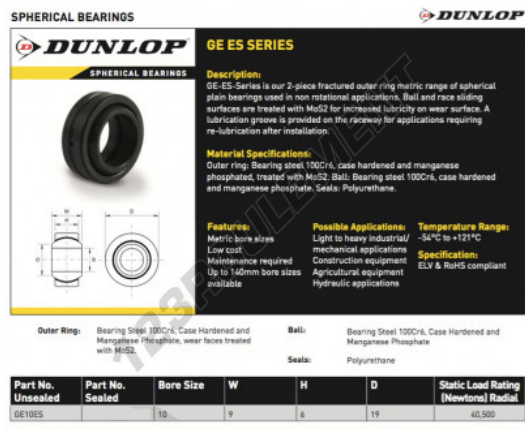 SPHERICAL BEARINGS
DUNLOP
DUNLOP
SPHERICAL BEARINGS
GE ES SERIES
Description:
GE-ES-Series is our 2-piece fractured outer ring metric range of spherical
plain bearings used in non rotational applications. Ball and race sliding
surfaces are treated with MoS2 for increased lubricity on wear surface. A
lubrication groove is provided on the raceway for applications requiring
re-lubrication after installation.
Material Specifications:
Outer ring: Bearing steel 100Cr6, case hardened and manganese
phosphated, treated with MoS2. Ball: Bearing steel 100Cr6, case hardened
and manganese phosphate. Seals: Polyurethane.
Features:
Metric bore sizes
Low cost
Maintenance required
Up to 140mm bore sizes
available
Possible Applications:
Light to heavy industrial/
mechanical applications
Construction equipment
Agricultural equipment
Hydraulic applications
Temperature Range:
-54°C to +121°C
Specification:
ELV & RoHS compliant
W
H
D
Outer Ring: Bearing Steel 100Cr6, Case Hardened and
Manganese Phosphate, wear faces treated
with MoS2.
Ball: Bearing Steel 100Cr6, Case Hardened and
Manganese Phosphate
Seals: Polyurethane
Part No. Unsealed Part No. Sealed Bore Size W H D Static Load Rating (Newtons) Radial
GE10ES 10 9 6 19 40,500
123ROULEMENT